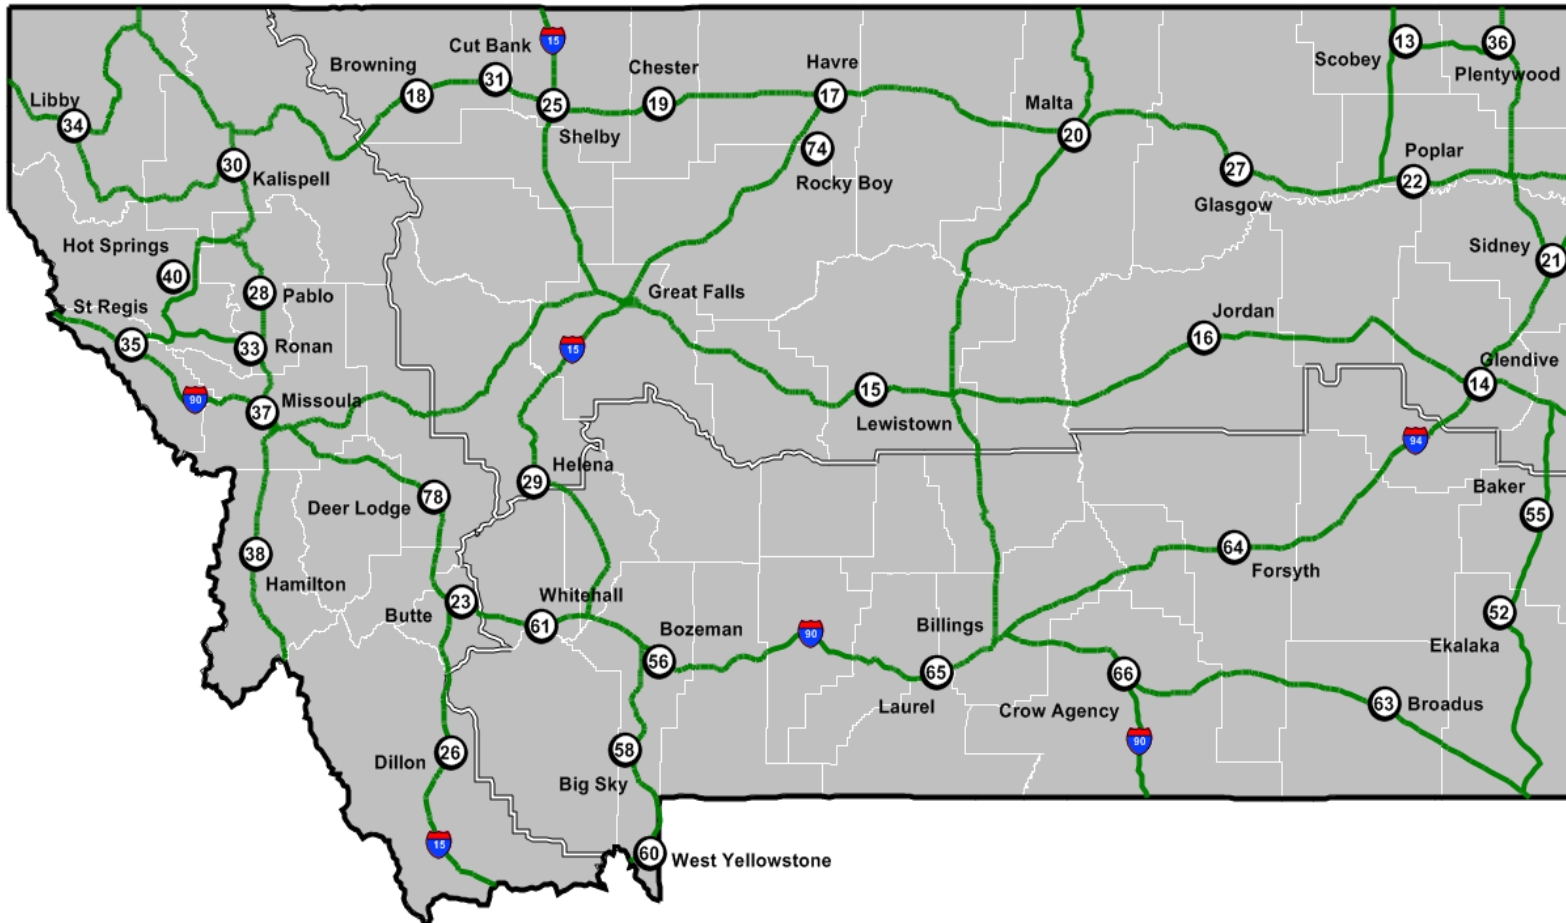 15
Cut Bank
Browning
31
18
25
Shelby
Chester
19
Havre
17
74
Rocky Boy
Malta
20
27
Glasgow
Scobey
13
36
Plentywood
Poplar
22
Sidney
21
Libby
34
30
Kalispell
Hot Springs
40
28
Pablo
St Regis
35
33
Ronan
90
Missoula
37
Great Falls
15
Jordan
16
Glendive
14
15
Lewistown
94
Helena
29
Deer Lodge
78
Baker
55
38
Hamilton
64
Forsyth
Butte
23
Whitehall
61
Bozeman
56
90
Billings
65
Laurel
66
Crow Agency
52
Ekalaka
63
Broadus
90
Dillon
26
58
Big Sky
15
60
West Yellowstone